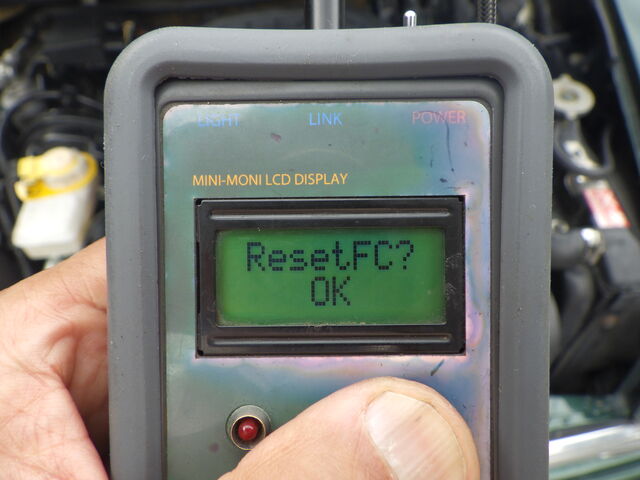 LIGHT LINK POWER
MINI-MONI LCD DISPLAY
ResetFC?
OK